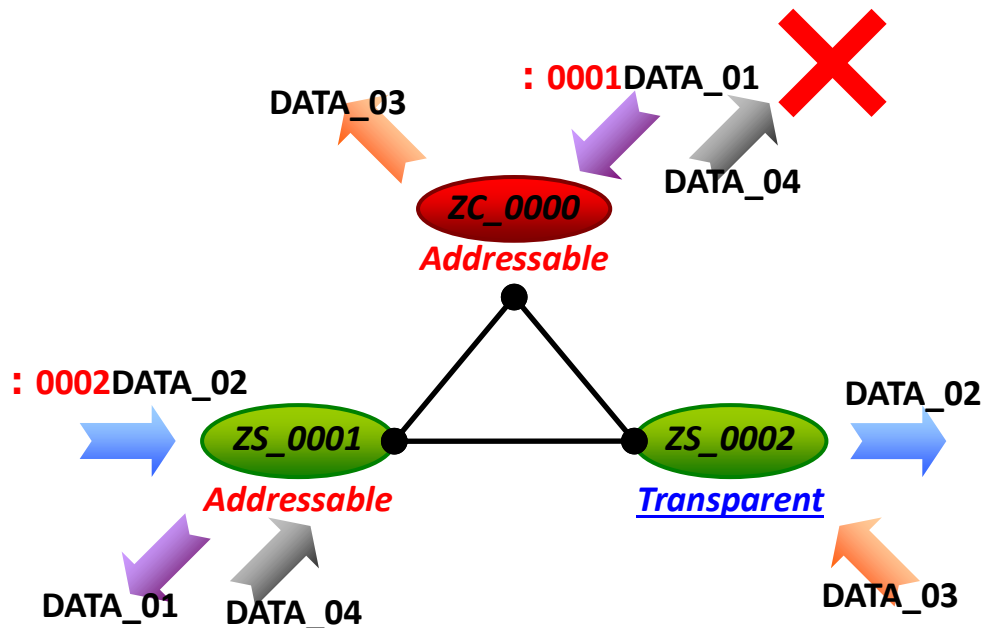 : 0001DATA_01
DATA_03
DATA_04
ZC_0000
Addressable
: 0002DATA_02
DATA_02
ZS_0001
ZS_0002
Addressable
Transparent
DATA_01
DATA_04
DATA_03